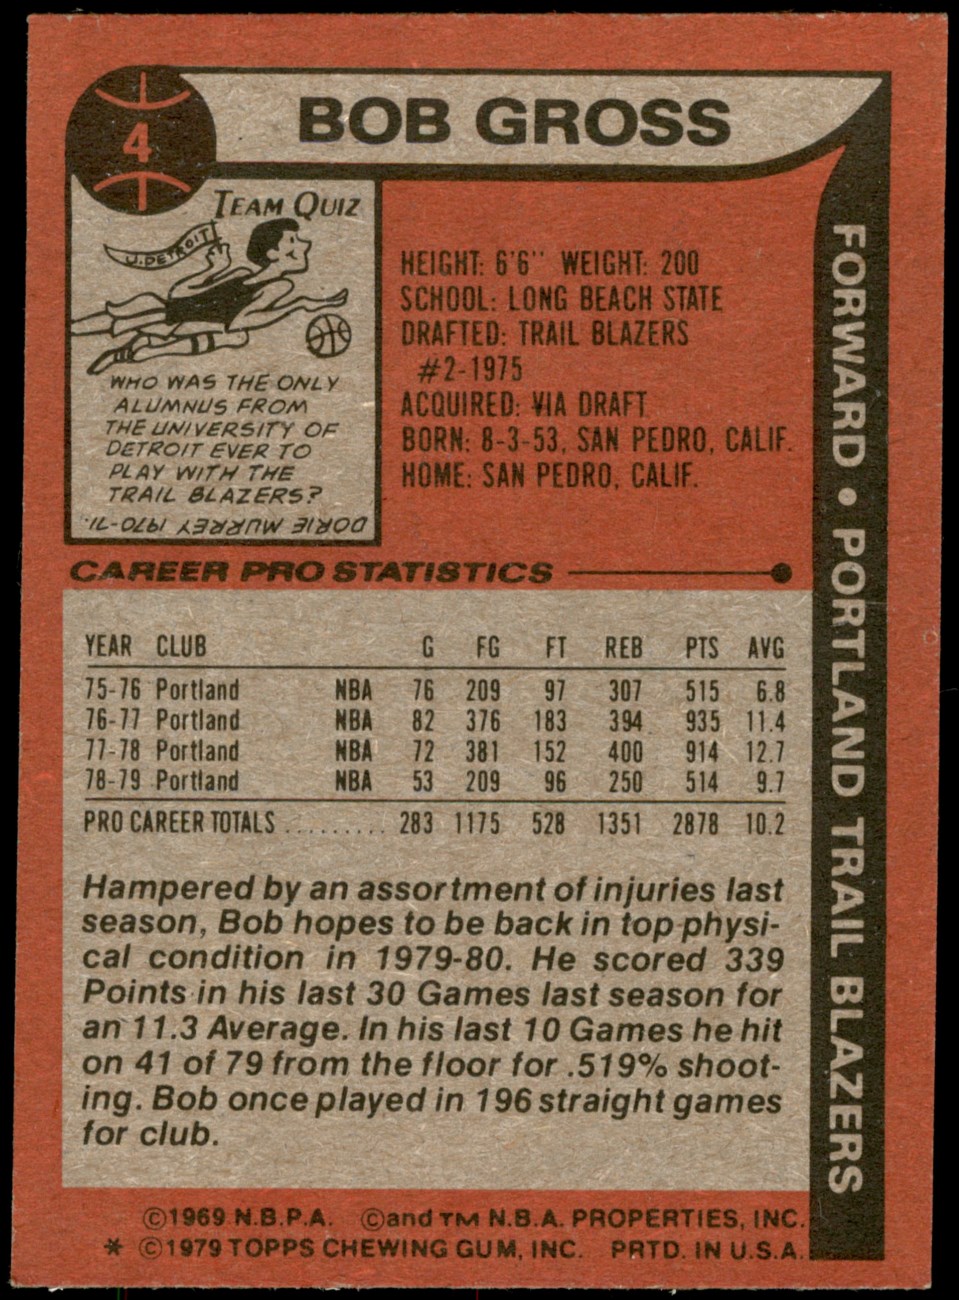 4
BOB GROSS
TEAM QUIZ
U. DETROIT
WHO WAS THE ONLY
ALUMNUS FROM
THE UNIVERSITY OF
DETROIT EVER TO
PLAY WITH THE
TRAIL BLAZERS?
DORIE MURREY 1970-71.
HEIGHT: 6'6" WEIGHT: 200
SCHOOL: LONG BEACH STATE
DRAFTED: TRAIL BLAZERS
#2-1975
ACQUIRED: VIA DRAFT
BORN: 8-3-53, SAN PEDRO, CALIF.
HOME: SAN PEDRO, CALIF.
FORWARD • PORTLAND TRAIL BLAZERS
CAREER PRO STATISTICS
YEAR CLUB G FG FT REB PTS AVG
75-76 Portland NBA 76 209 97 307 515 6.8
76-77 Portland NBA 82 376 183 394 935 11.4
77-78 Portland NBA 72 381 152 400 914 12.7
78-79 Portland NBA 53 209 96 250 514 9.7
PRO CAREER TOTALS ......... 283 1175 528 1351 2878 10.2
Hampered by an assortment of injuries last
season, Bob hopes to be back in top physi-
cal condition in 1979-80. He scored 339
Points in his last 30 Games last season for
an 11.3 Average. In his last 10 Games he hit
on 41 of 79 from the floor for .519% shoot-
ing. Bob once played in 196 straight games
for club.
©1969 N.B.P.A. ©and TM N.B.A. PROPERTIES, INC.
* ©1979 TOPPS CHEWING GUM, INC. PRTD. IN U.S.A.